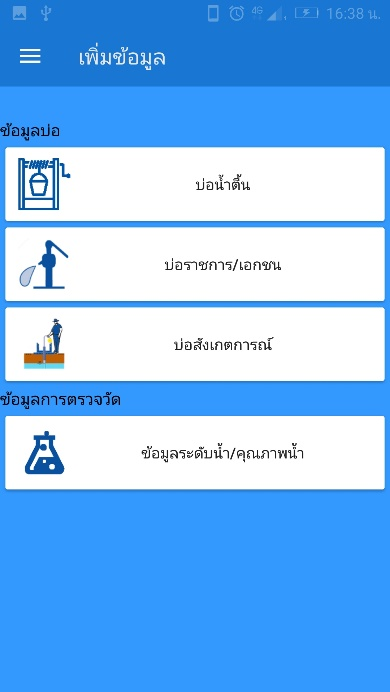 4G 16:38 น.
เพิ่มข้อมูล
ข้อมูลบ่อ
บ่อน้ำตื้น
บ่อราชการ/เอกชน
บ่อสังเกตการณ์
ข้อมูลการตรวจวัด
ข้อมูลระดับน้ำ/คุณภาพน้ำ